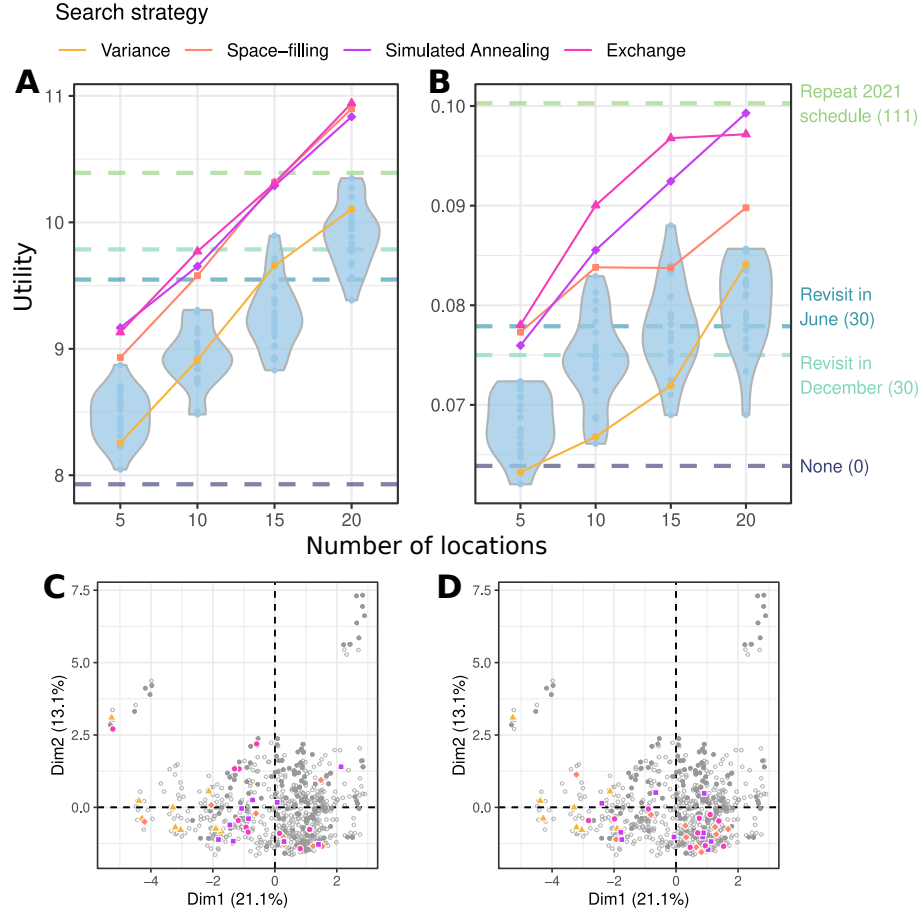 Search strategy
Variance Space-filling Simulated Annealing Exchange
A B
Utility
11
10
9
8
5 10 15 20
0.10
0.09
0.08
0.07
5 10 15 20
Repeat 2021
schedule (111)
Revisit in
June (30)
Revisit in
December (30)
None (0)
Number of locations
C D
Dim2 (13.1%)
7.5
5.0
2.5
0.0
−4 −2 0 2
Dim1 (21.1%)
Dim2 (13.1%)
7.5
5.0
2.5
0.0
−4 −2 0 2
Dim1 (21.1%)